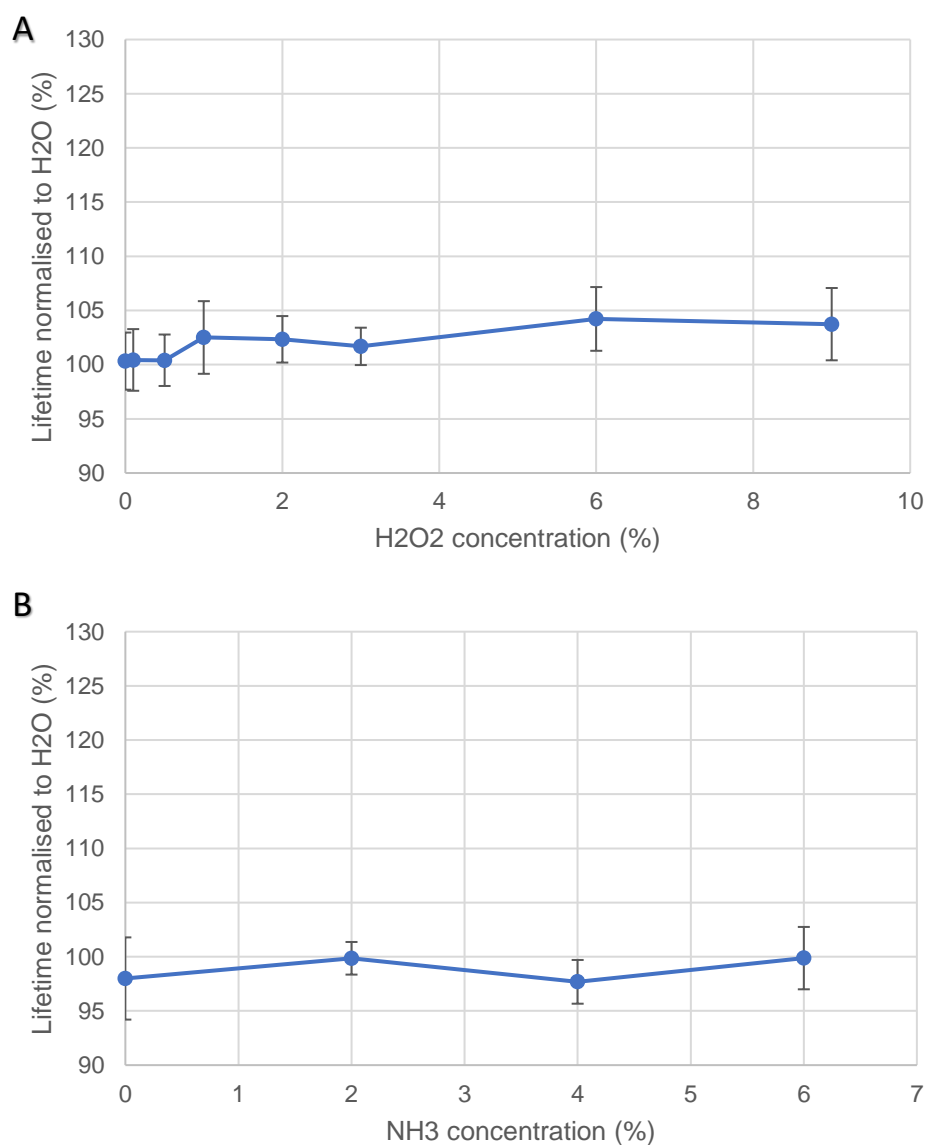 A
Lifetime normalised to H2O (%)
130
125
120
115
110
105
100
95
90
0 2 4 6 8 10
H2O2 concentration (%)
B
Lifetime normalised to H2O (%)
130
125
120
115
110
105
100
95
90
0 1 2 3 4 5 6 7
NH3 concentration (%)